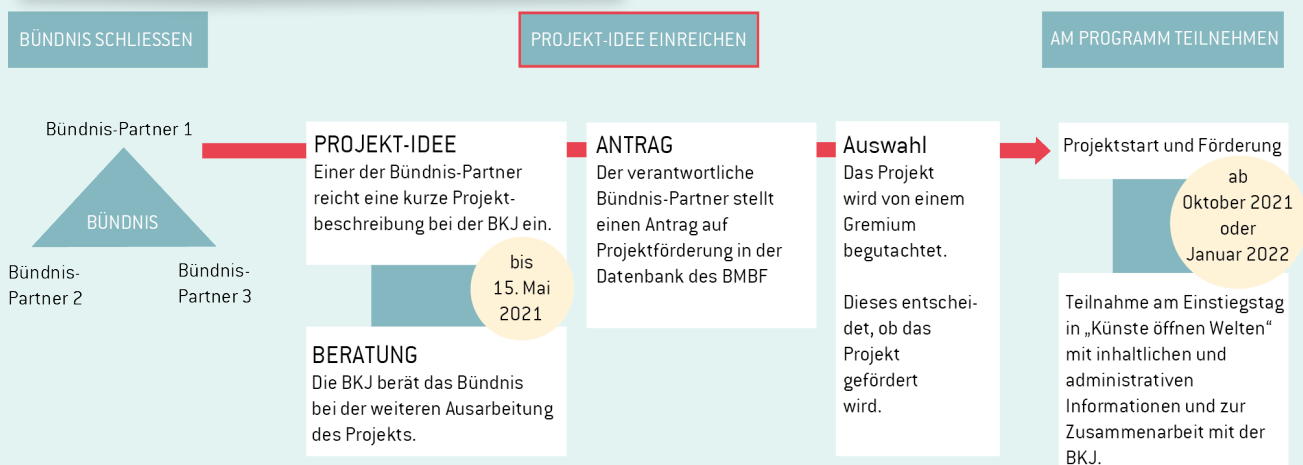 BÜNDNIS SCHLIESSEN
PROJEKT-IDEE EINREICHEN
AM PROGRAMM TEILNEHMEN
Bündnis-Partner 1
BÜNDNIS
Bündnis-
Partner 2
Bündnis-
Partner 3
PROJEKT-IDEE
Einer der Bündnis-Partner
reicht eine kurze Projekt-
beschreibung bei der BKJ ein.
bis
15. Mai
2021
BERATUNG
Die BKJ berät das Bündnis
bei der weiteren Ausarbeitung
des Projekts.
ANTRAG
Der verantwortliche
Bündnis-Partner stellt
einen Antrag auf
Projektförderung in der
Datenbank des BMBF
Auswahl
Das Projekt
wird von einem
Gremium
begutachtet.
Dieses entschei-
det, ob das
Projekt
gefördert
wird.
Projektstart und Förderung
ab
Oktober 2021
oder
Januar 2022
Teilnahme am Einstiegstag
in „Künste öffnen Welten“
mit inhaltlichen und
administrativen
Informationen und zur
Zusammenarbeit mit der
BKJ.